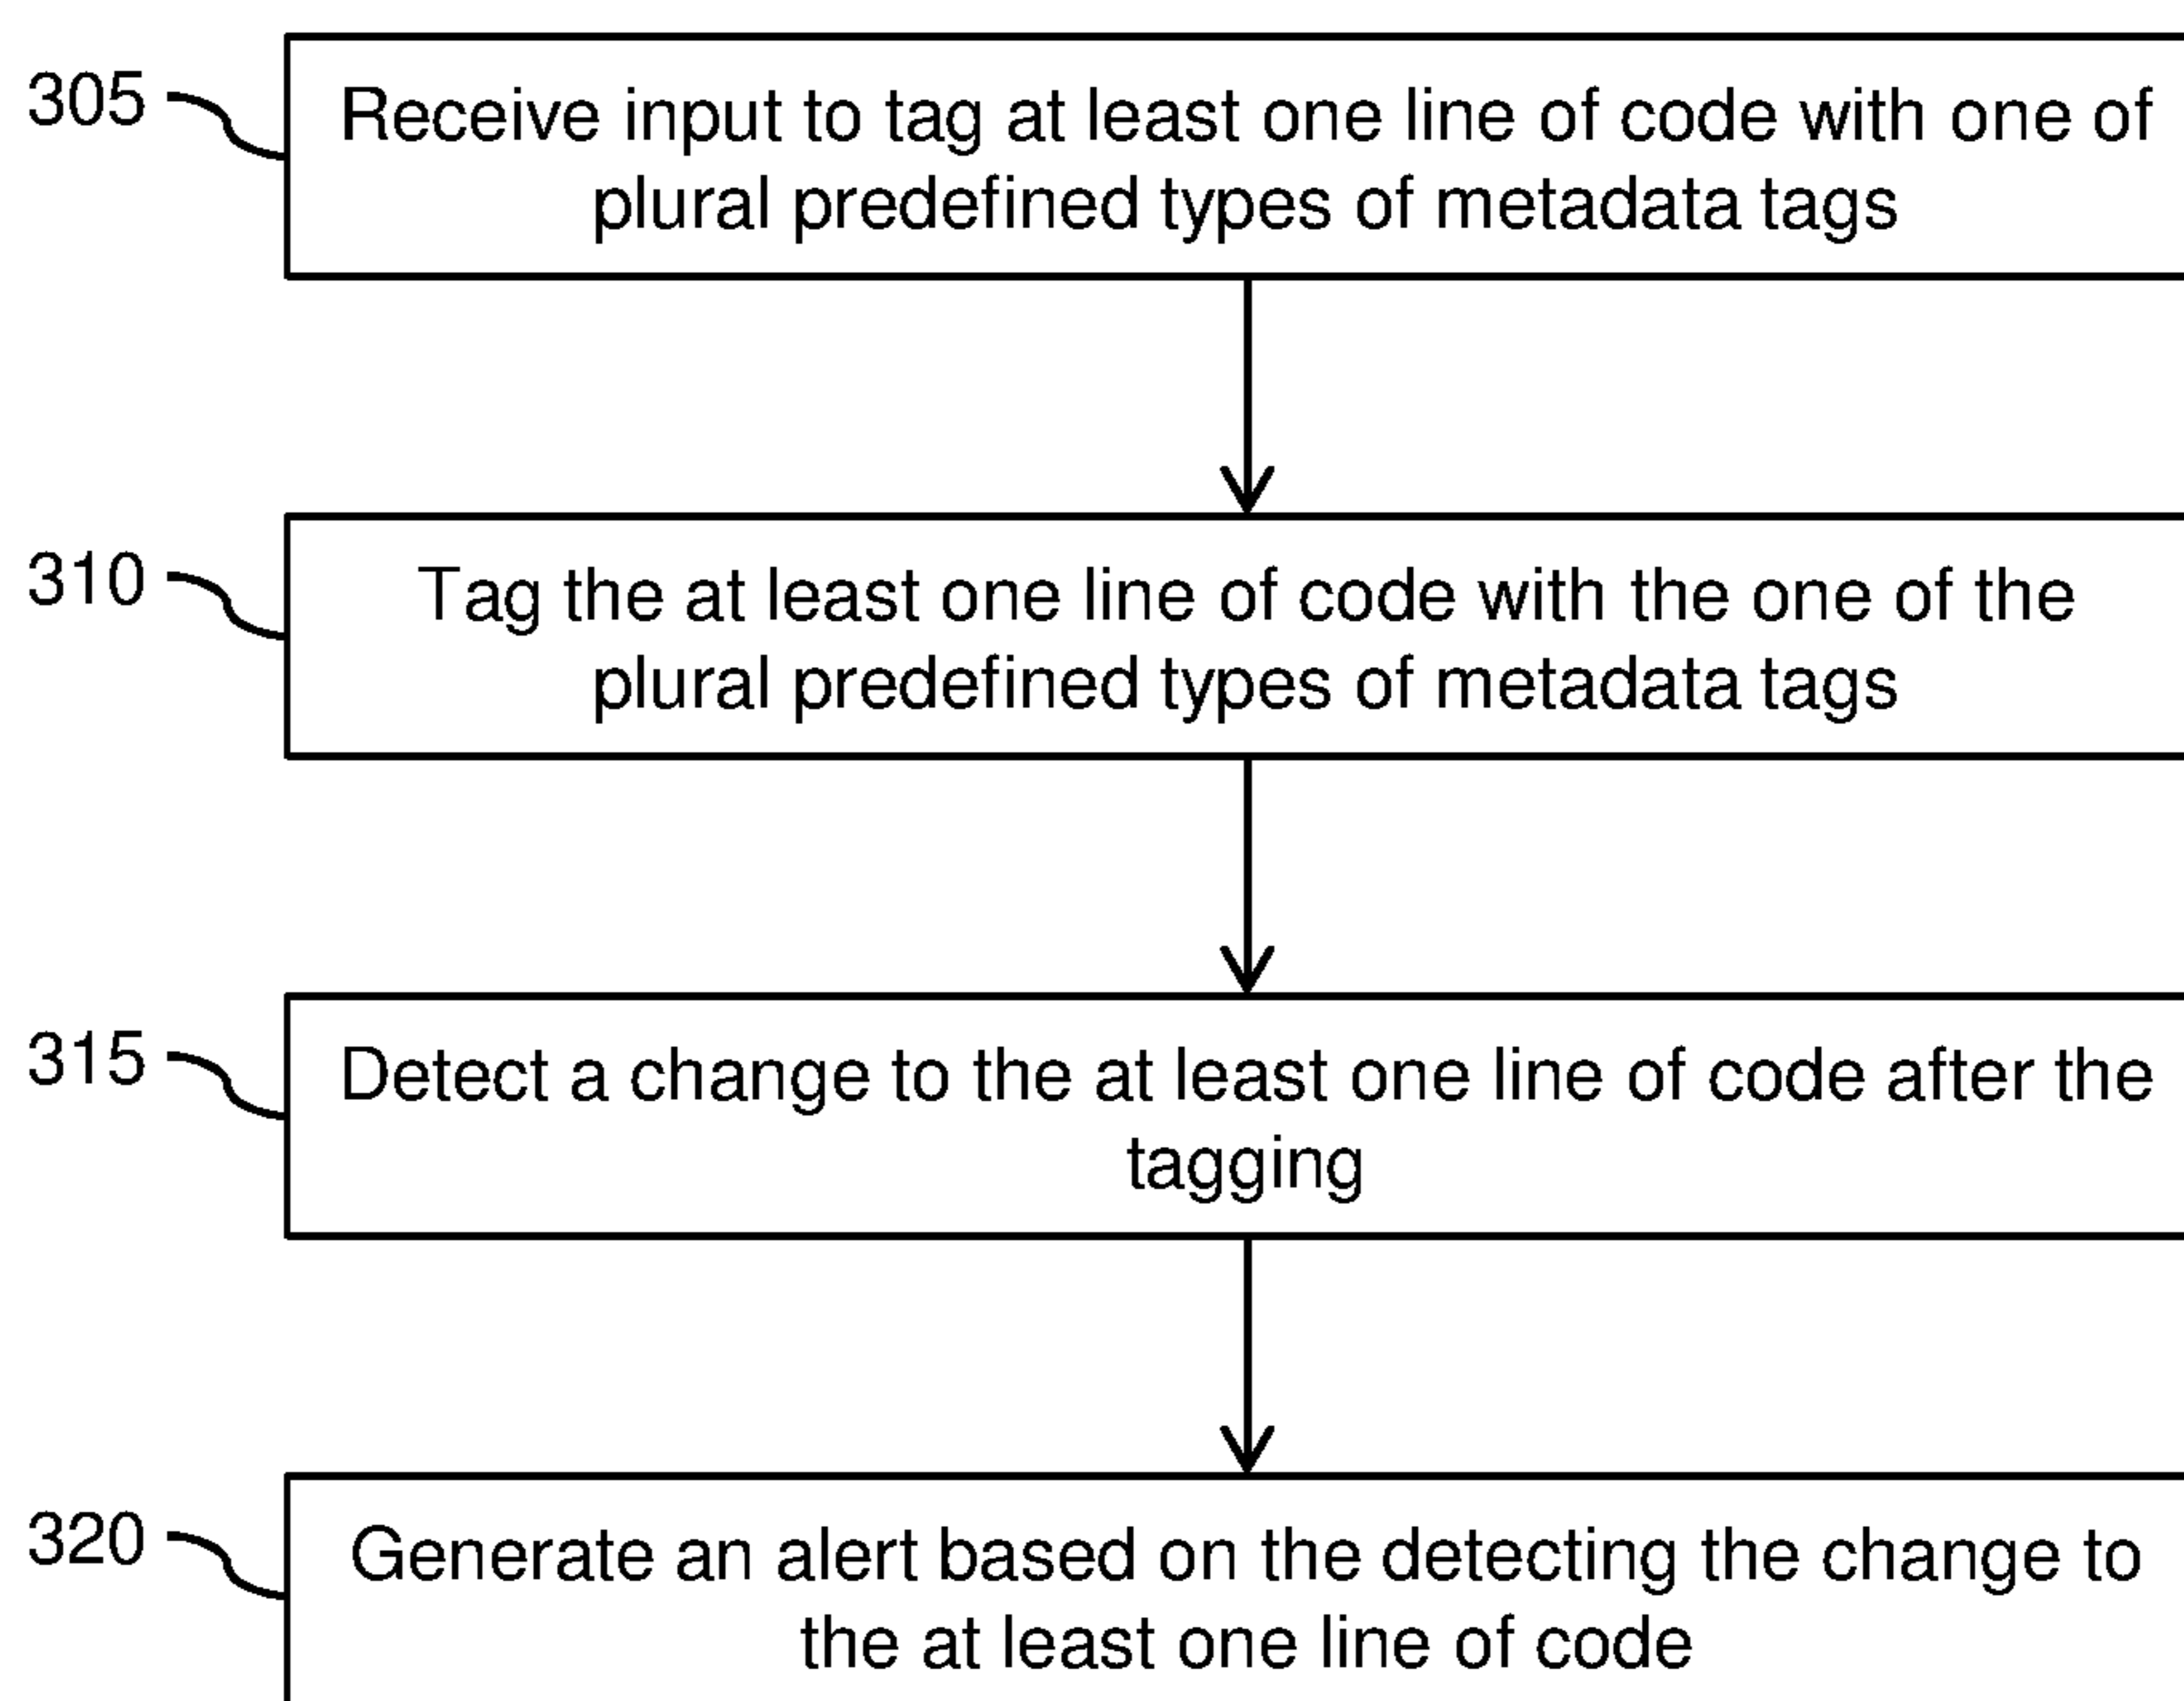 305
Receive input to tag at least one line of code with one of
plural predefined types of metadata tags
310
Tag the at least one line of code with the one of the
plural predefined types of metadata tags
315
Detect a change to the at least one line of code after the
tagging
320
Generate an alert based on the detecting the change to
the at least one line of code